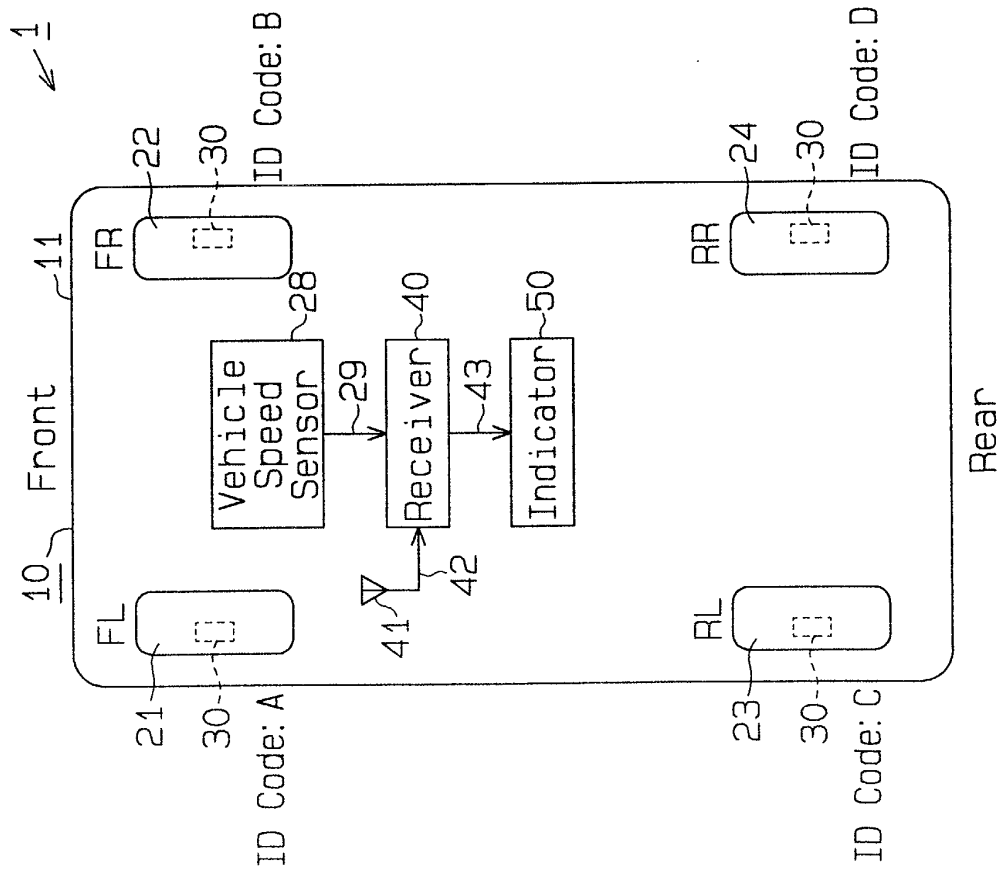 1
10
Front
11
FL
FR
21
22
30
30
ID Code: A
ID Code: B
Vehicle
Speed
Sensor
28
29
41
42
Receiver
40
43
Indicator
50
RL
RR
23
24
30
30
ID Code: C
ID Code: D
Rear